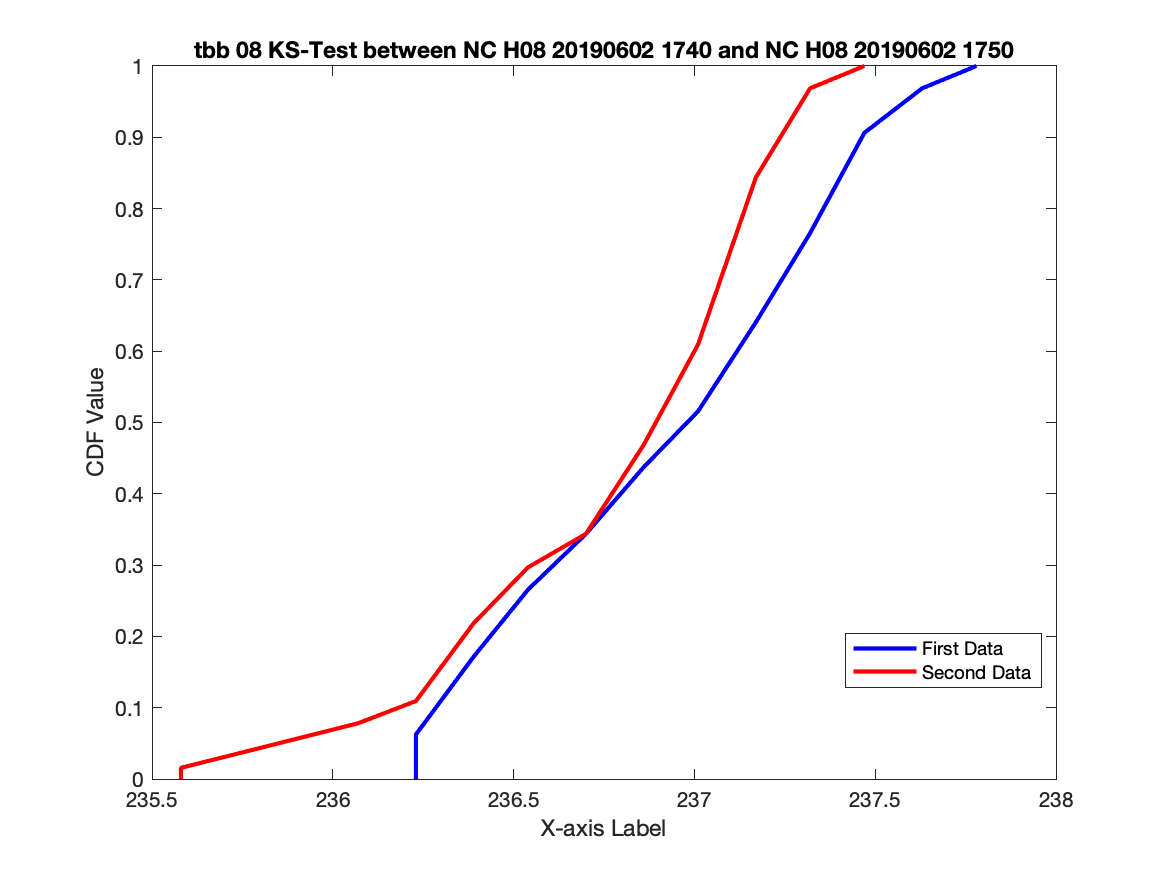 tbb 08 KS-Test between NC H08 20190602 1740 and NC H08 20190602 1750
1
0.9
0.8
0.7
0.6
0.5
0.4
0.3
0.2
0.1
0
CDF Value
First Data
Second Data
235.5 236 236.5 237 237.5 238
X-axis Label